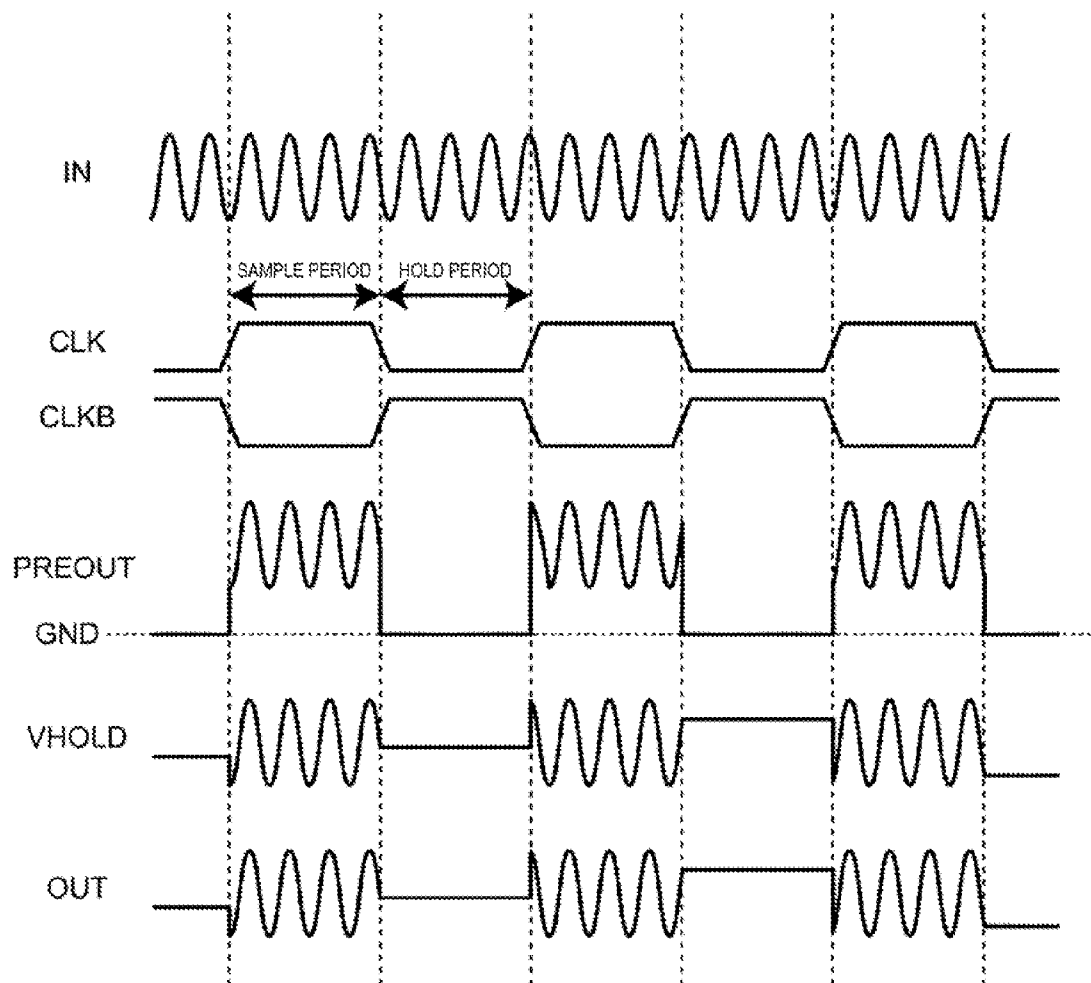 IN
SAMPLE PERIOD
HOLD PERIOD
CLK
CLKB
PREOUT
GND
VHOLD
OUT